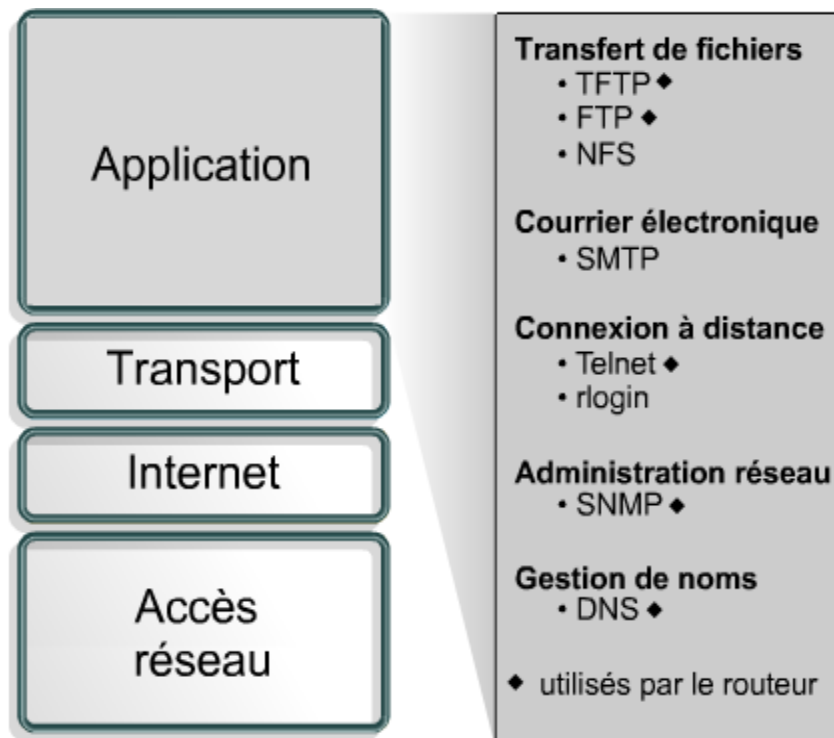 Application
Transport
Internet
Accès
réseau
Transfert de fichiers
• TFTP ◆
• FTP ◆
• NFS
Courrier électronique
• SMTP
Connexion à distance
• Telnet ◆
• rlogin
Administration réseau
• SNMP ◆
Gestion de noms
• DNS ◆
◆ utilisés par le routeur